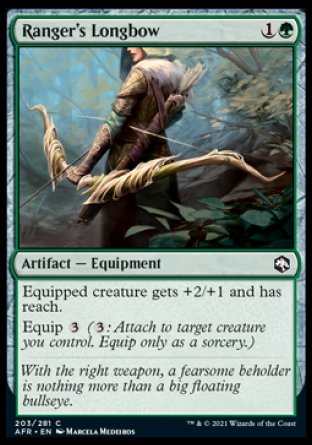 Ranger's Longbow 1
Artifact — Equipment
Equipped creature gets +2/+1 and has
reach.
Equip 3 (3: Attach to target creature
you control. Equip only as a sorcery.)
With the right weapon, a fearsome beholder
is nothing more than a big floating
bullseye.
203/281 C
AFR • EN MARCELA MEDEIROS
™ & © 2021 Wizards of the Coast